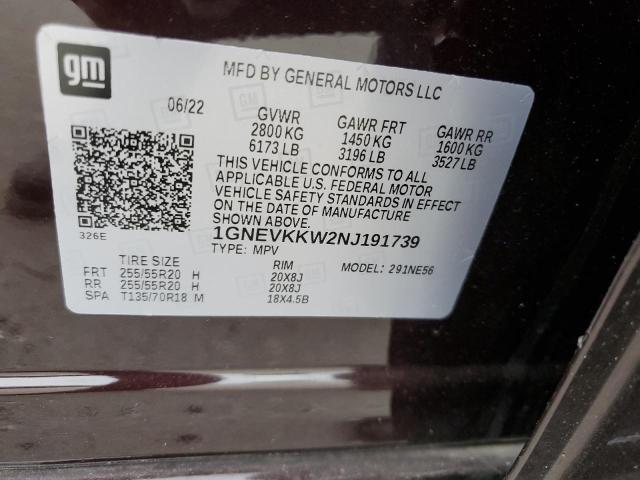 gm
MFD BY GENERAL MOTORS LLC
06/22
GVWR GAWR FRT GAWR RR
2800 KG 1450 KG 1600 KG
6173 LB 3196 LB 3527 LB
THIS VEHICLE CONFORMS TO ALL
APPLICABLE U.S. FEDERAL MOTOR
VEHICLE SAFETY STANDARDS IN EFFECT
ON THE DATE OF MANUFACTURE
SHOWN ABOVE.
326E
1GNEVKKW2NJ191739
TYPE: MPV MODEL: 291NE56
TIRE SIZE RIM
FRT 255/55R20 H 20X8J
RR 255/55R20 H 20X8J
SPA T135/70R18 M 18X4.5B